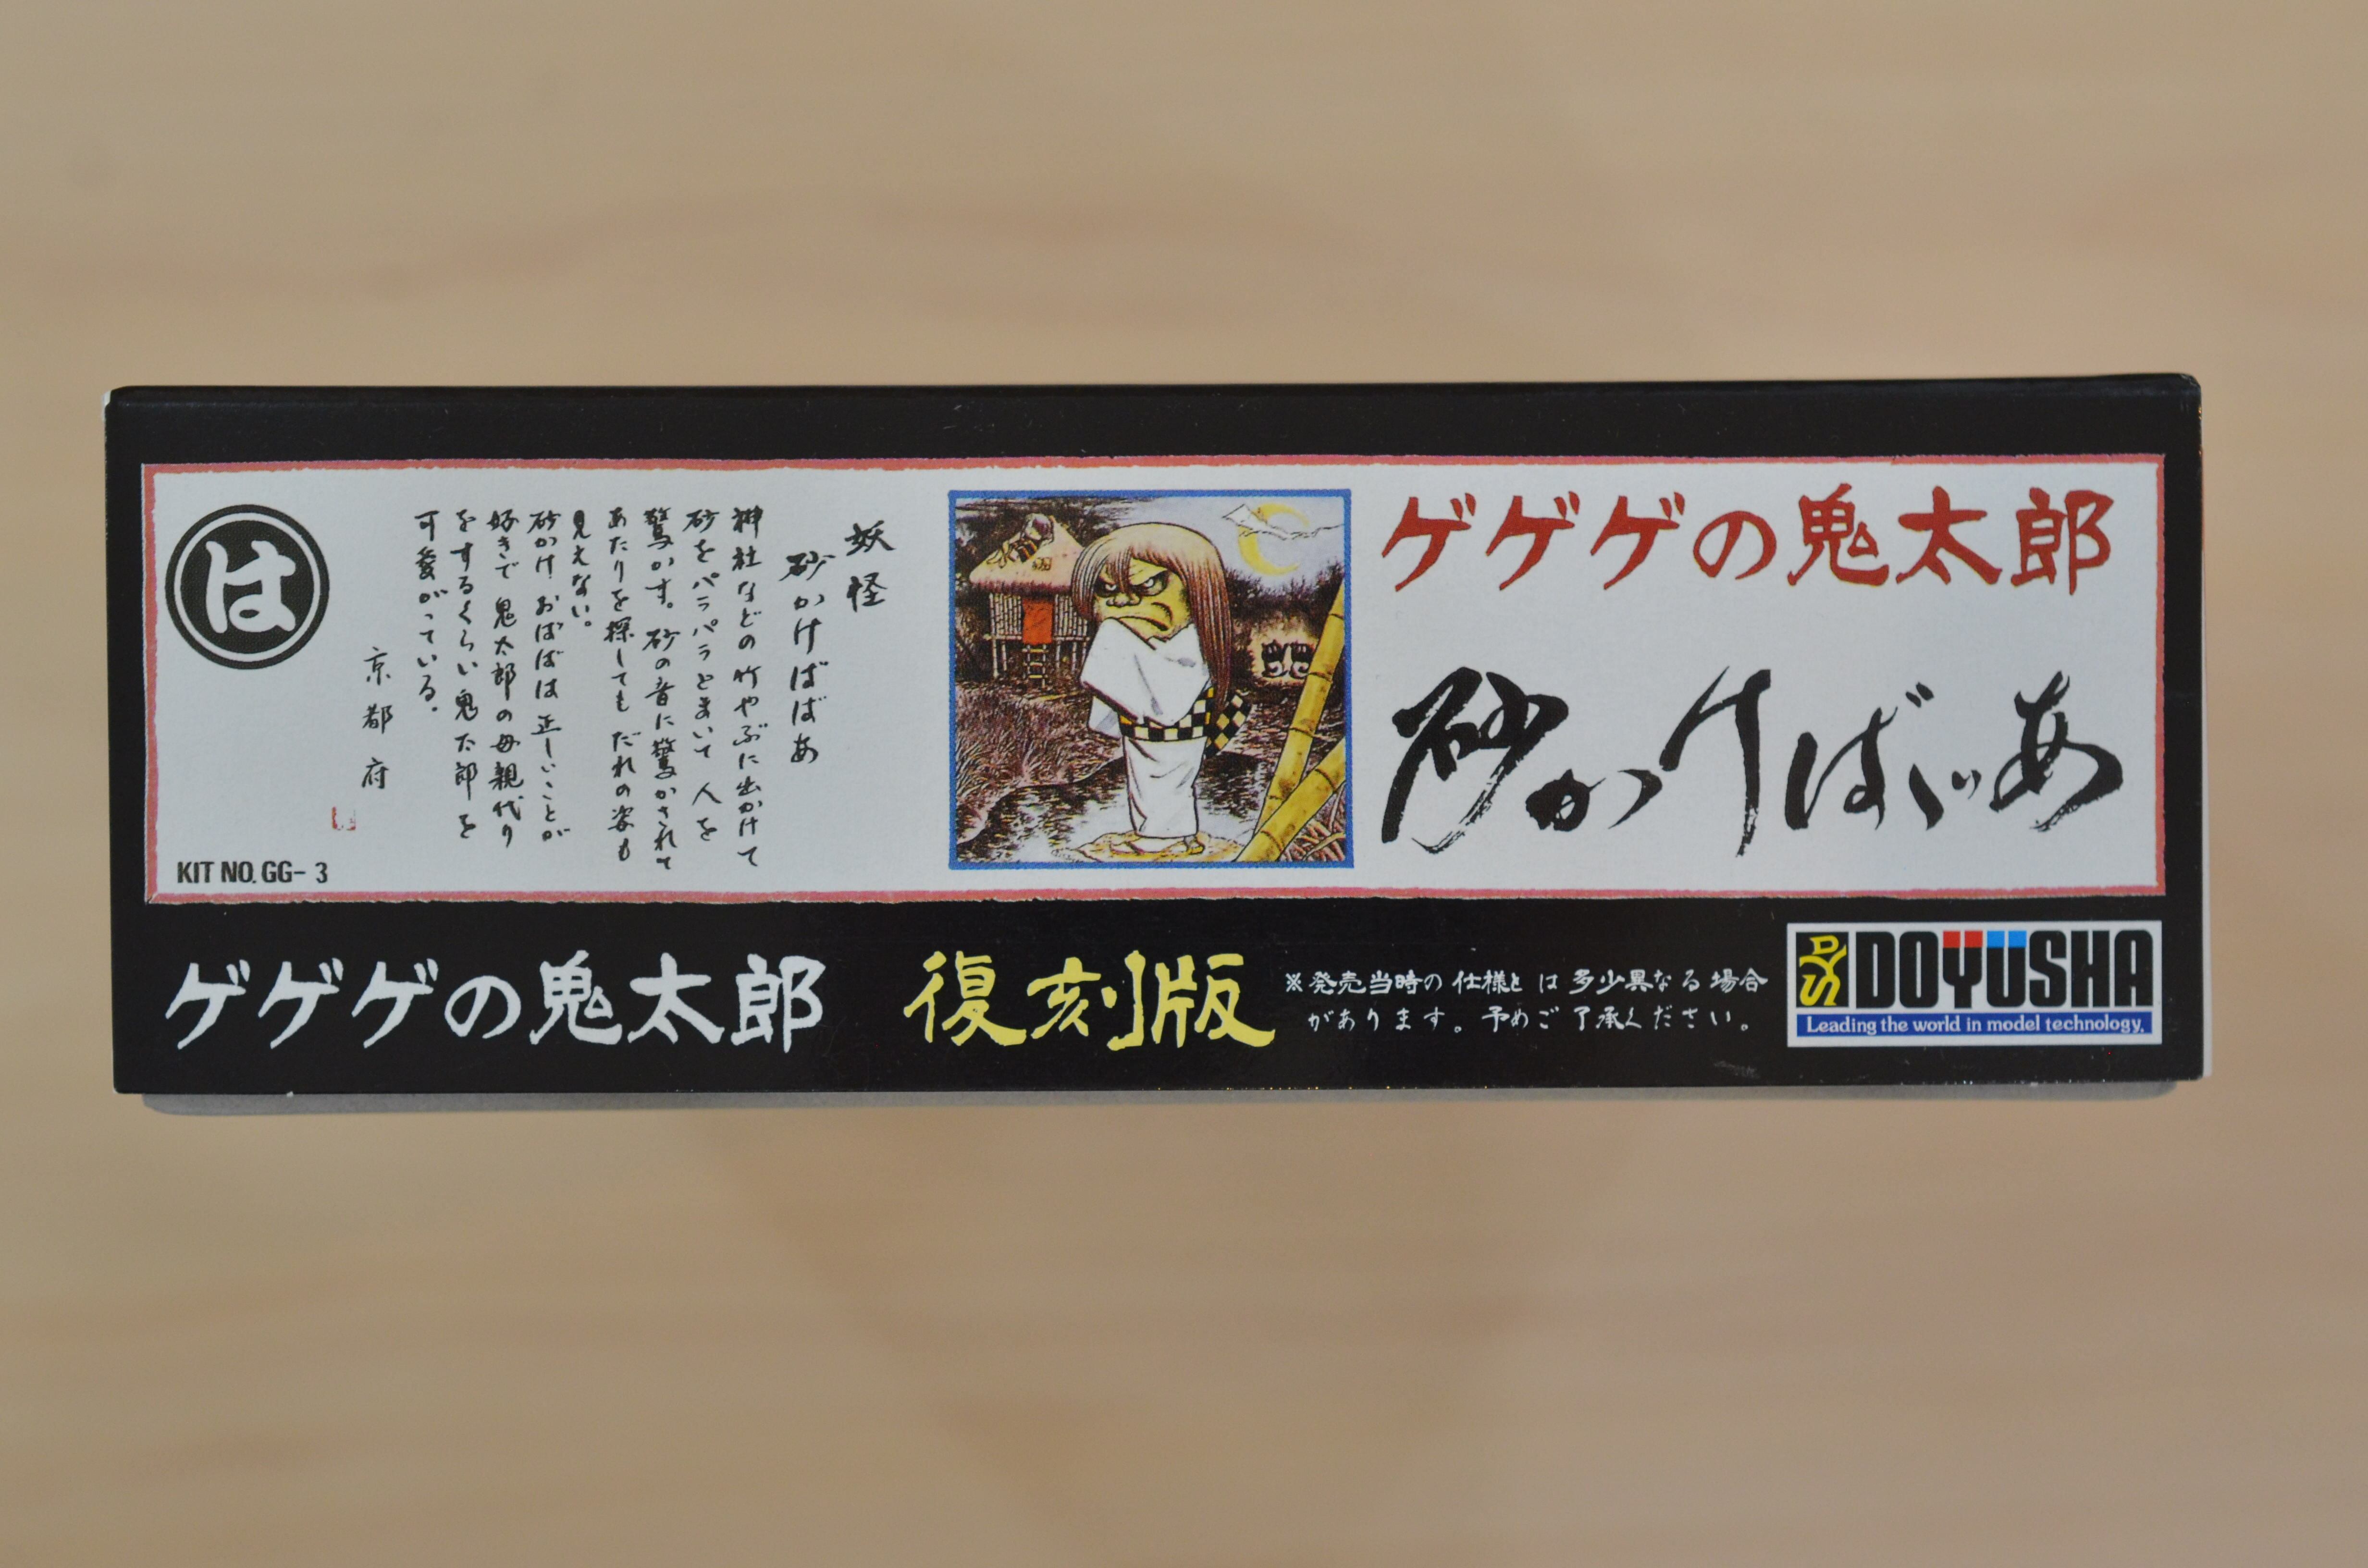 ゲゲゲの鬼太郎
砂かけばばあ
妖怪
砂かけばばあ
神社などの竹やぶに出かけて
砂をパラパラとまいて人を
驚かす。砂の音に驚かされて
あたりを探してもだれの姿も
見えない。
砂かけおばばは正しいことが
好きで鬼太郎の母親代り
をするくらい鬼太郎を
可愛がっている。
京都府
は
KIT NO. GG-3
ゲゲゲの鬼太郎
復刻版
※発売当時の仕様とは多少異なる場合
があります。予めご了承ください。
DOYUSHA
Leading the world in model technology.